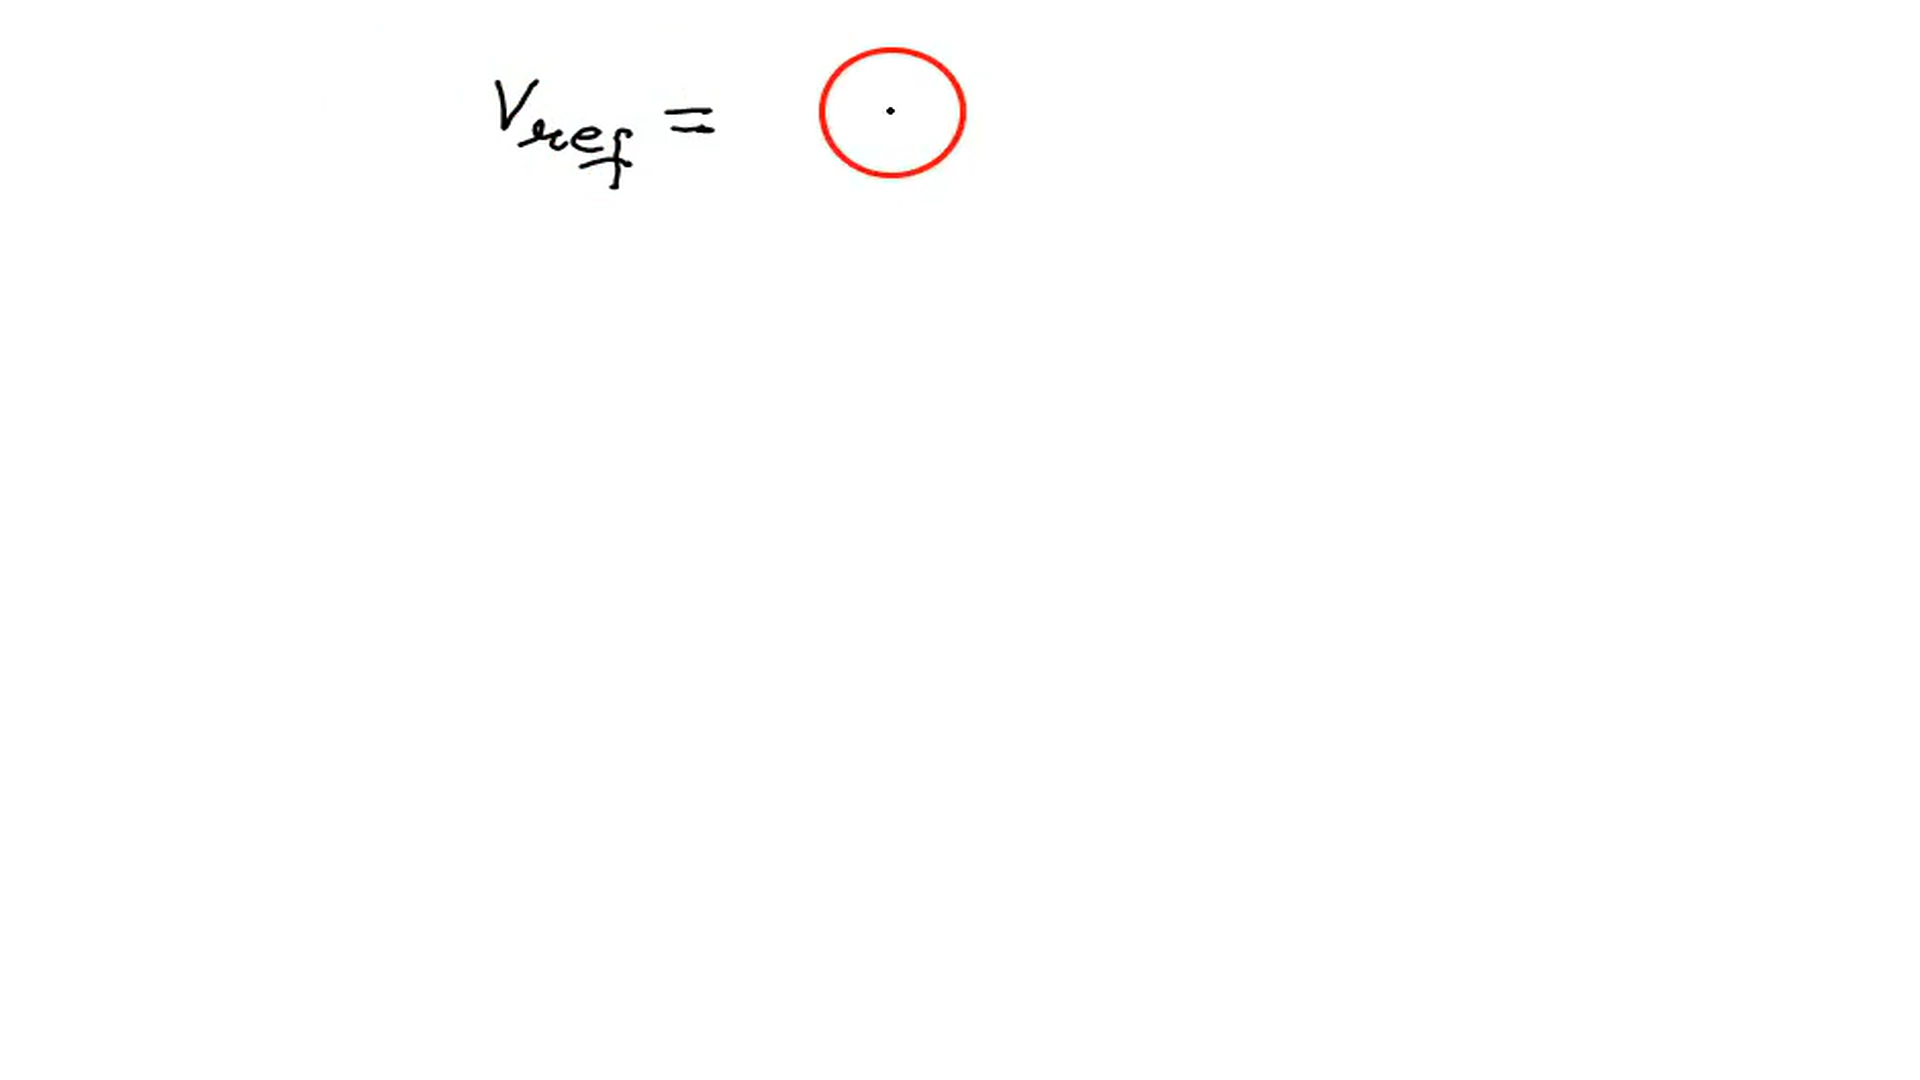 Vref =